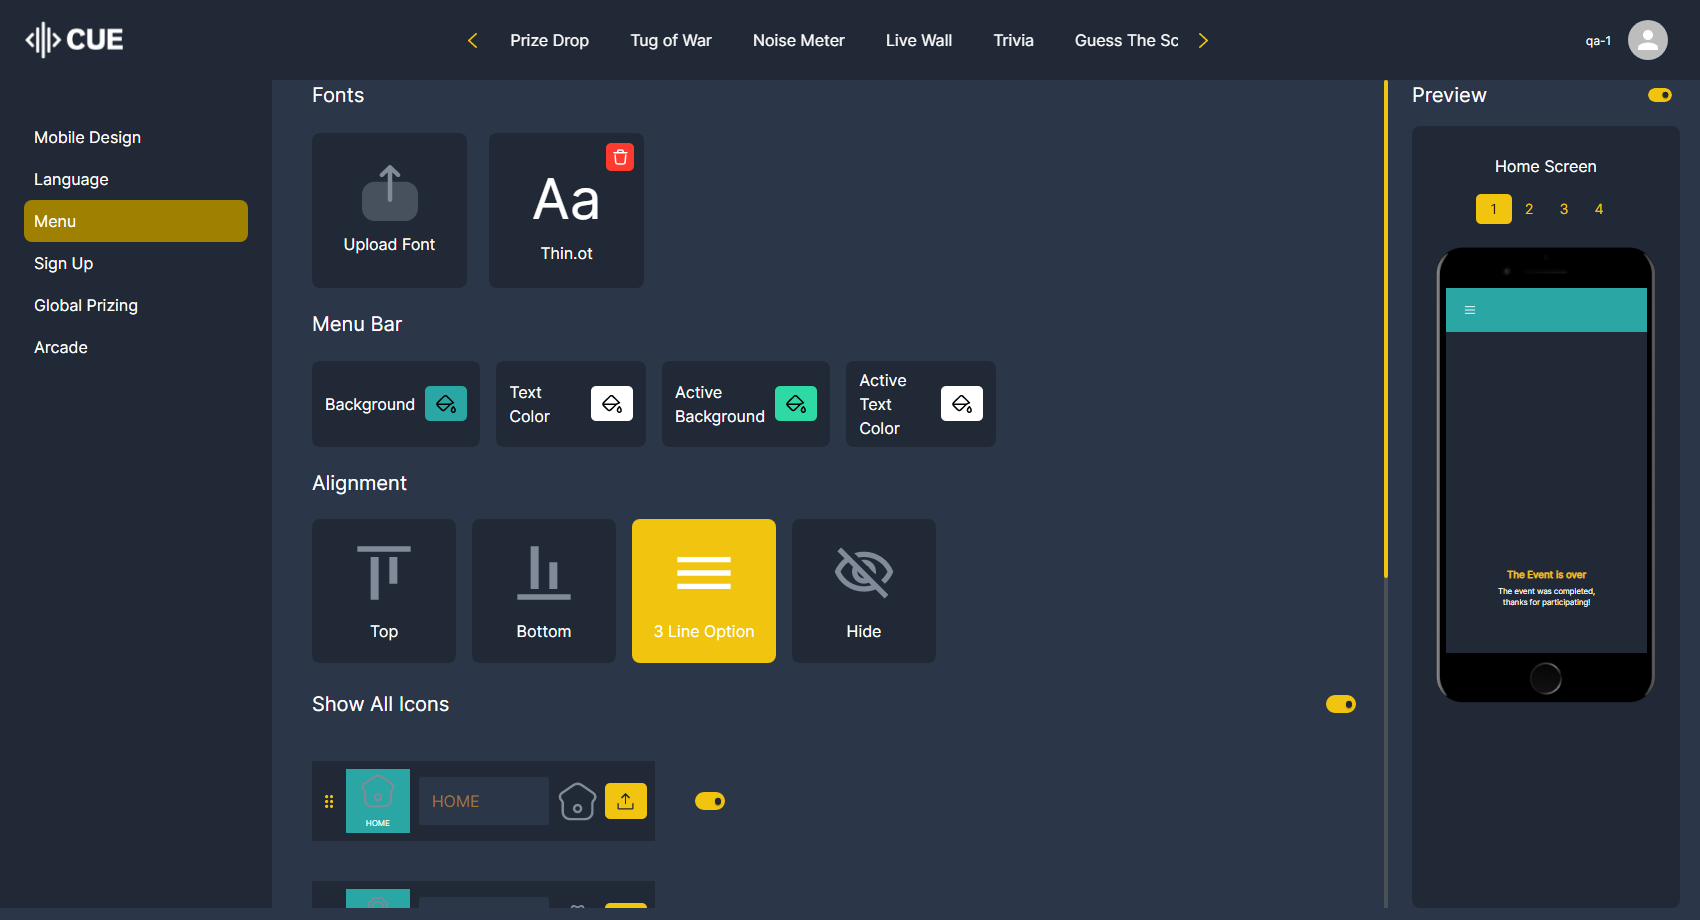 CUE
Prize Drop
Tug of War
Noise Meter
Live Wall
Trivia
Guess The Sc
qa-1
Mobile Design
Language
Menu
Sign Up
Global Prizing
Arcade
Fonts
Upload Font
Aa
Thin.ot
Menu Bar
Background
Text
Color
Active
Background
Active
Text
Color
Alignment
Top
Bottom
3 Line Option
Hide
Show All Icons
HOME
HOME
Preview
Home Screen
1 2 3 4
The Event is over
The event was completed,
thanks for participating!